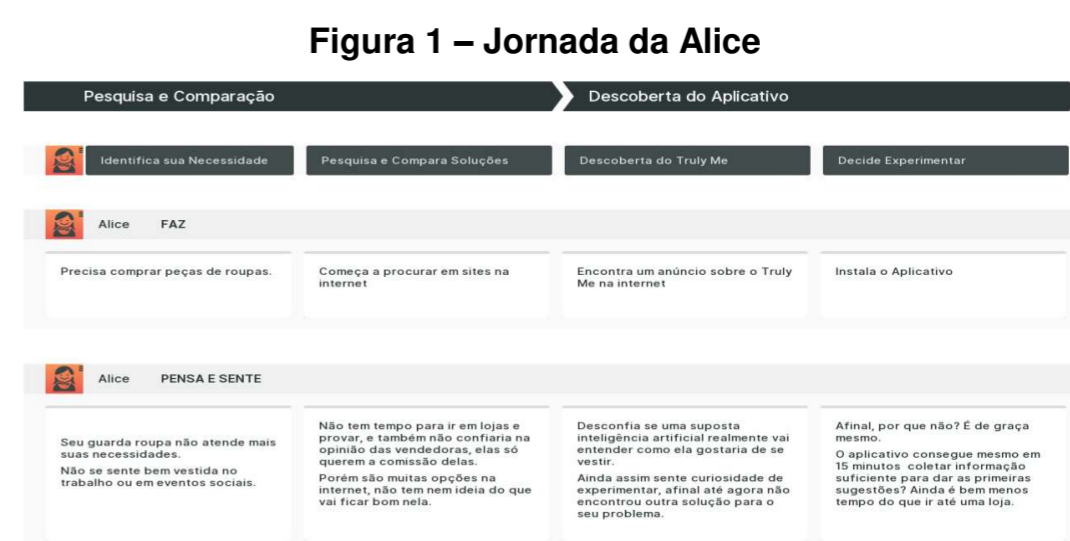 Figura 1 – Jornada da Alice
Pesquisa e Comparação
Descoberta do Aplicativo
Identifica sua Necessidade
Pesquisa e Compara Soluções
Descoberta do Truly Me
Decide Experimentar
Alice FAZ
Precisa comprar peças de roupas.
Começa a procurar em sites na
internet
Encontra um anúncio sobre o Truly
Me na internet
Instala o Aplicativo
Alice PENSA E SENTE
Seu guarda roupa não atende mais
suas necessidades.
Não se sente bem vestida no
trabalho ou em eventos sociais.
Não tem tempo para ir em lojas e
provar, e também não confiaria na
opinião das vendedoras, elas só
querem a comissão delas.
Porém são muitas opções na
internet, não tem nem ideia do que
vai ficar bom nela.
Desconfia se uma suposta
inteligência artificial realmente vai
entender como ela gostaria de se
vestir.
Ainda assim sente curiosidade de
experimentar, afinal até agora não
encontrou outra solução para o
seu problema.
Afinal, por que não? É de graça
mesmo.
O aplicativo consegue mesmo em
15 minutos coletar informação
suficiente para dar as primeiras
sugestões? Ainda é bem menos
tempo do que ir até uma loja.